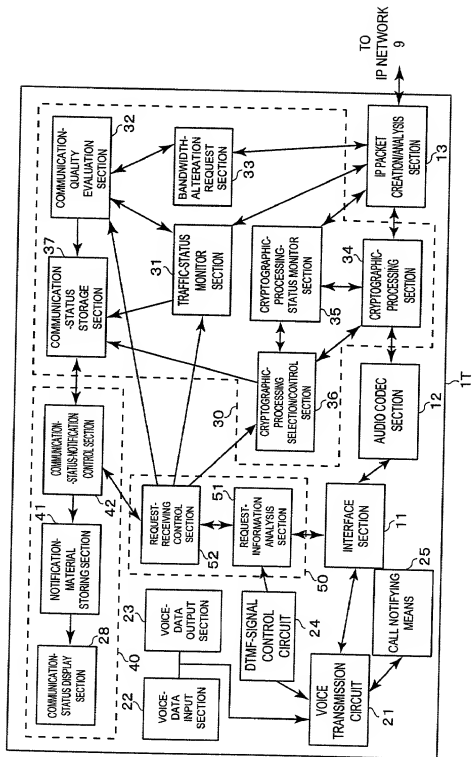 COMMUNICATION-
QUALITY
EVALUATION
SECTION
32
BANDWIDTH-
ALTERATION
REQUEST
SECTION
33
TO
IP NETWORK
9
IP PACKET
CREATION/ANALYSIS
SECTION
13
37
COMMUNICATION
-STATUS
STORAGE
SECTION
31
TRAFFIC-STATUS
MONITOR
SECTION
CRYPTOGRAPHIC-
PROCESSING-
STATUS MONITOR
SECTION
35
34
CRYPTOGRAPHIC-
PROCESSING
SECTION
30
CRYPTOGRAPHIC-
PROCESSING
SELECTION/CONTROL
SECTION
36
AUDIO CODEC
SECTION
12
COMMUNICATION-
STATUS-NOTIFICATION
CONTROL SECTION
42
REQUEST-
RECEIVING
CONTROL
SECTION
52
51
REQUEST-
INFORMATION
ANALYSIS
SECTION
50
INTERFACE
SECTION
11
25
CALL NOTIFYING
MEANS
41
NOTIFICATION-
MATERIAL
STORING SECTION
28
COMMUNICATION-
STATUS DISPLAY
SECTION
40
23
VOICE-
DATA
OUTPUT
SECTION
22
VOICE-
DATA
INPUT
SECTION
DTMF-SIGNAL
CONTROL
CIRCUIT
24
VOICE
TRANSMISSION
CIRCUIT
21
1T